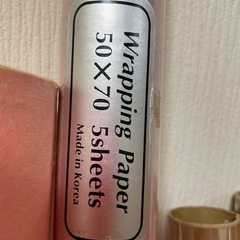 Wrapping Paper
50×70 5sheets
Made in Korea